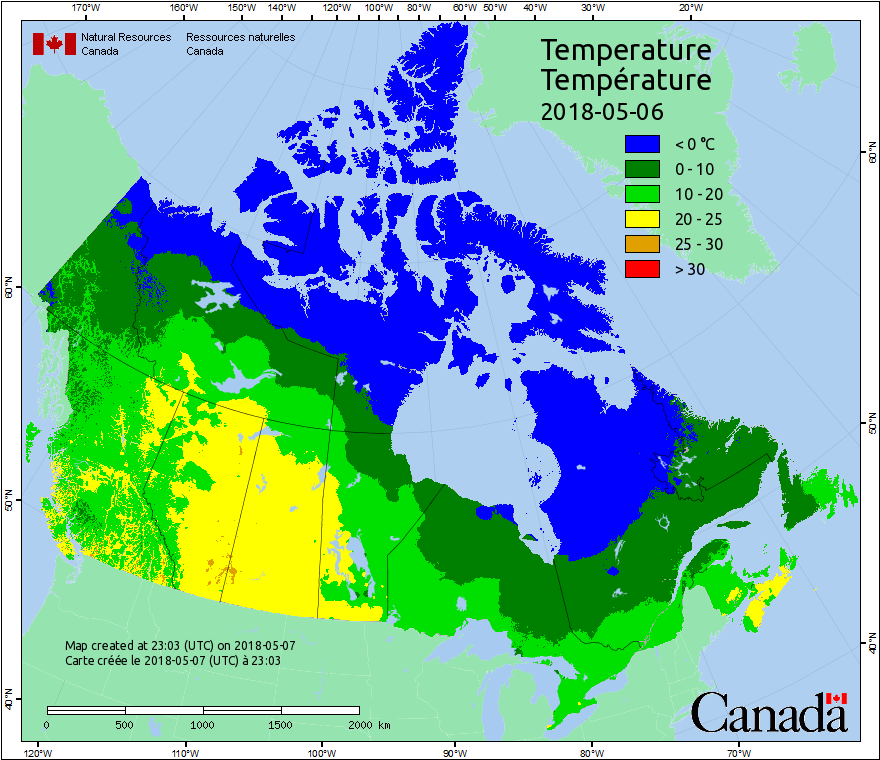 170°W 160°W 150°W 140°W 120°W 100°W 80°W 60°W 50°W 40°W 30°W 20°W
Natural Resources Ressources naturelles
Canada Canada
Temperature
Température
2018-05-06
< 0 °C
0 - 10
10 - 20
20 - 25
25 - 30
> 30
60°N
60°N
50°N
50°N
40°N
40°N
Map created at 23:03 (UTC) on 2018-05-07
Carte créée le 2018-05-07 (UTC) à 23:03
0 500 1000 1500 2000 km
Canada
120°W 110°W 100°W 90°W 80°W 70°W